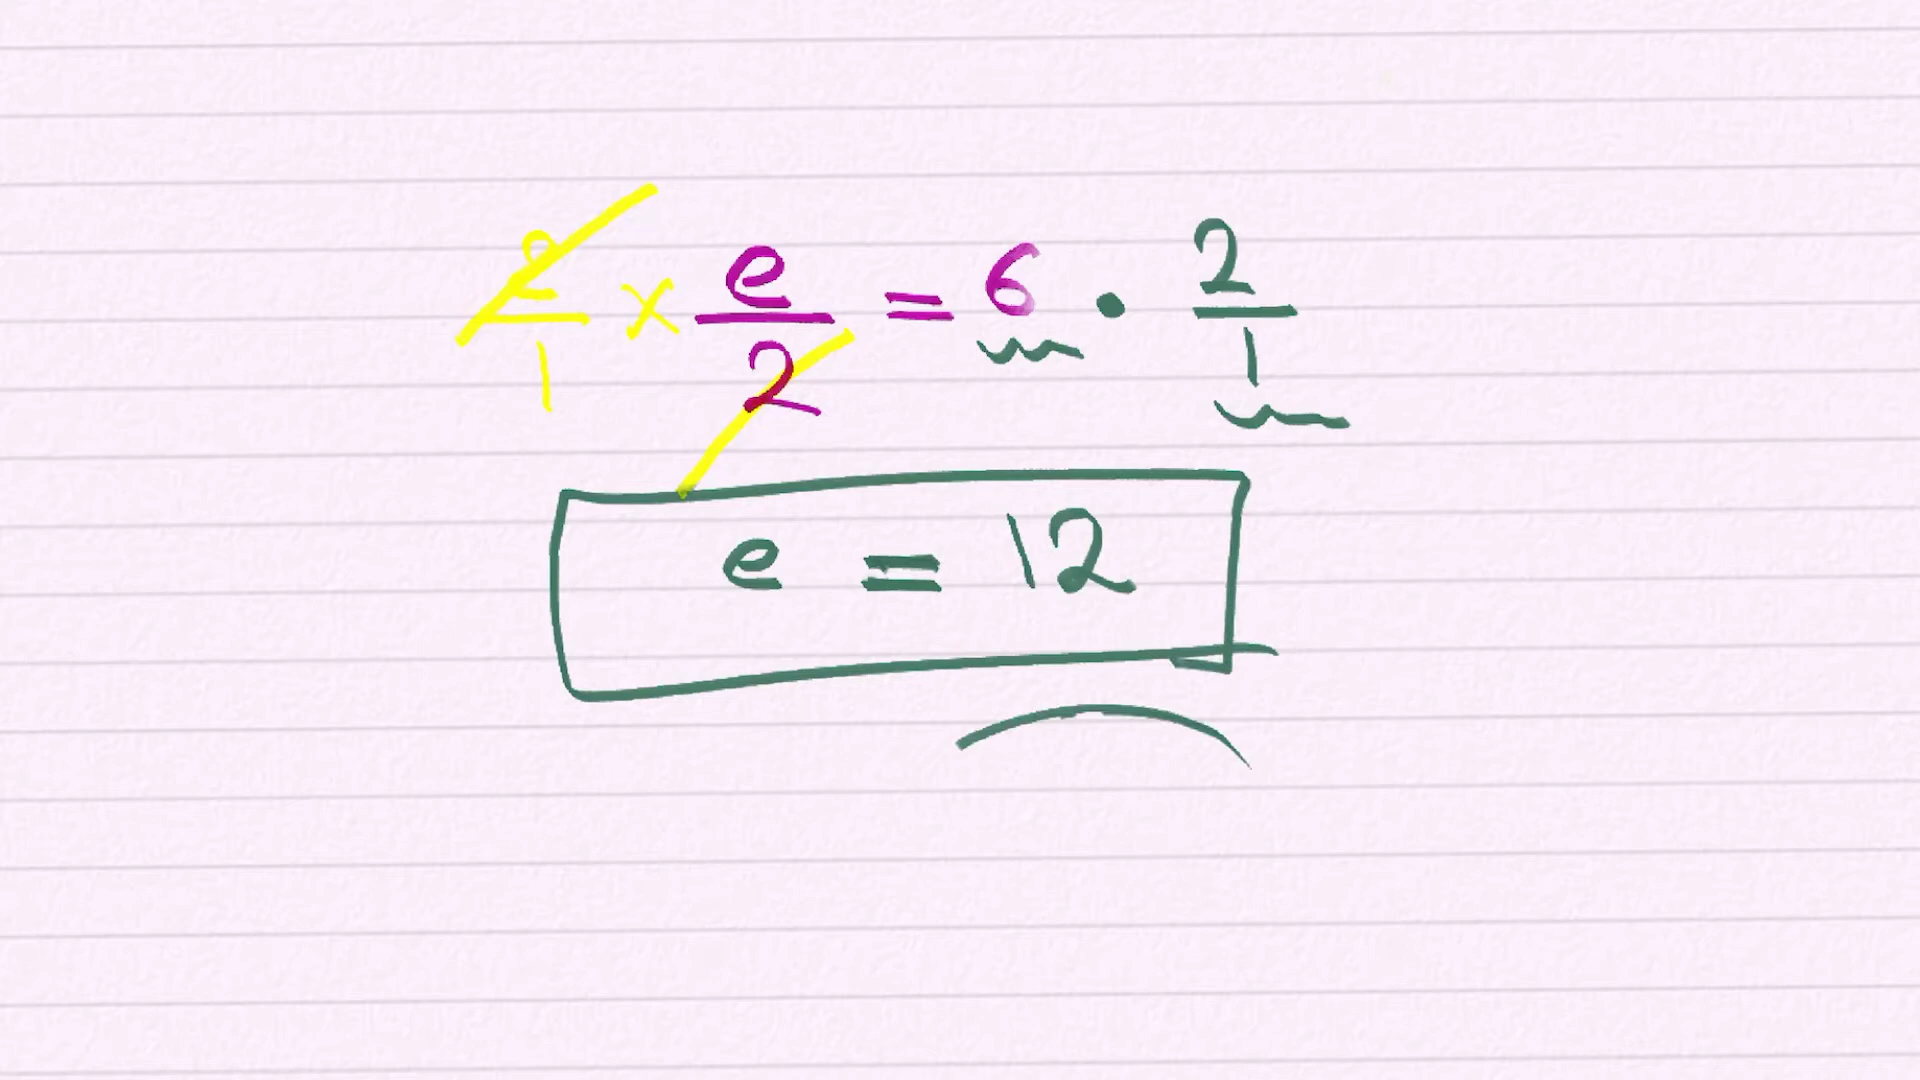 2/1 × e/2 = 6 · 2/1
e = 12